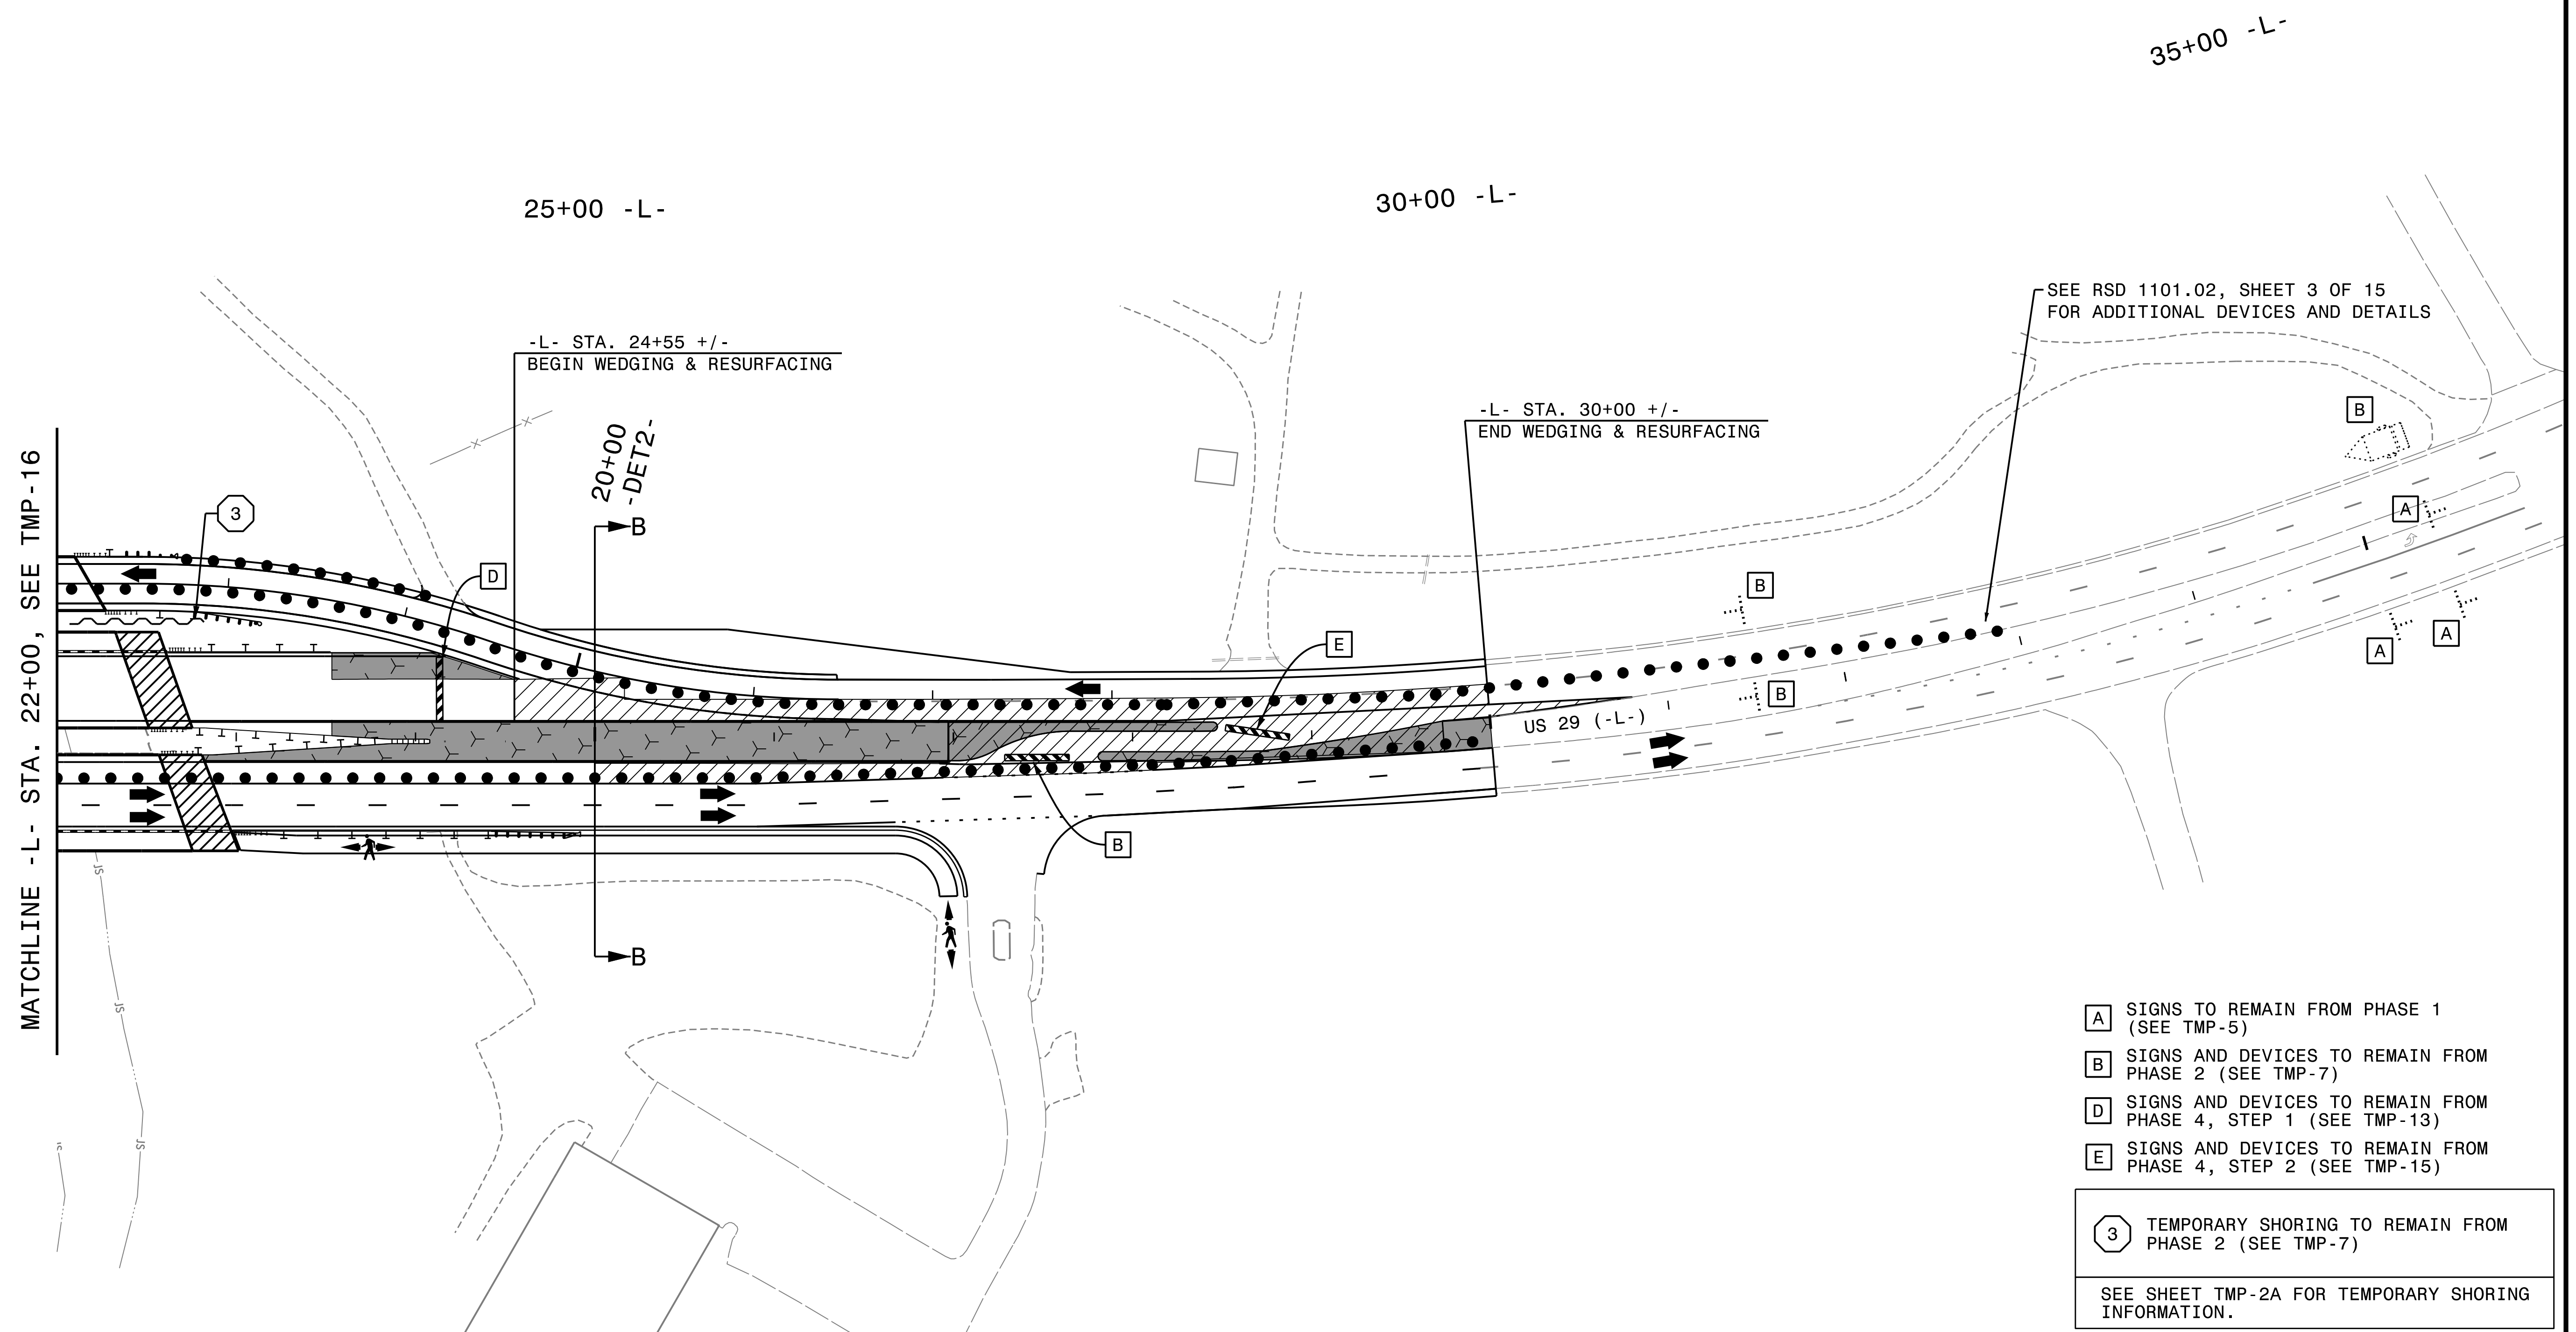 35+00 -L-
25+00 -L-
30+00 -L-
SEE RSD 1101.02, SHEET 3 OF 15
FOR ADDITIONAL DEVICES AND DETAILS
-L- STA. 24+55 +/-
BEGIN WEDGING & RESURFACING
-L- STA. 30+00 +/-
END WEDGING & RESURFACING
20+00
-DET2-
MATCHLINE -L- STA. 22+00, SEE TMP-16
3
B
D
B
A
B
E
A
A
B
US 29 (-L-)
B
B
JS
JS
JS
JS
A SIGNS TO REMAIN FROM PHASE 1
(SEE TMP-5)
B SIGNS AND DEVICES TO REMAIN FROM
PHASE 2 (SEE TMP-7)
D SIGNS AND DEVICES TO REMAIN FROM
PHASE 4, STEP 1 (SEE TMP-13)
E SIGNS AND DEVICES TO REMAIN FROM
PHASE 4, STEP 2 (SEE TMP-15)
3 TEMPORARY SHORING TO REMAIN FROM
PHASE 2 (SEE TMP-7)
SEE SHEET TMP-2A FOR TEMPORARY SHORING
INFORMATION.